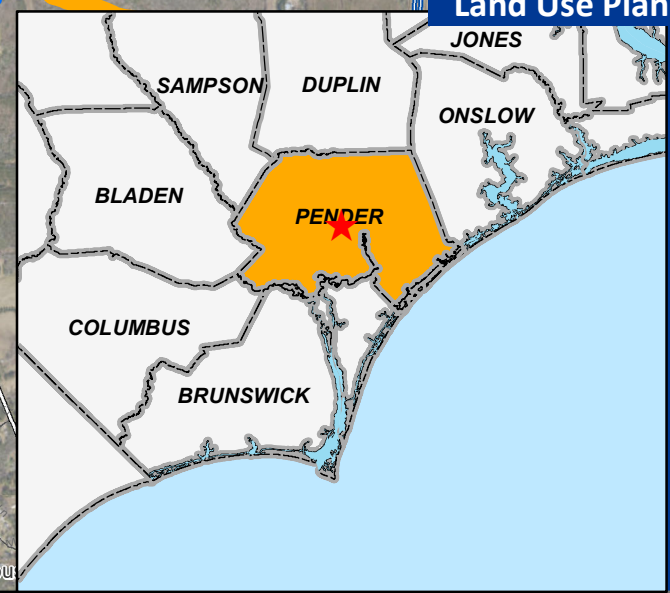 Land Use Plan
JONES
SAMPSON
DUPLIN
ONSLOW
BLADEN
PENDER
COLUMBUS
BRUNSWICK